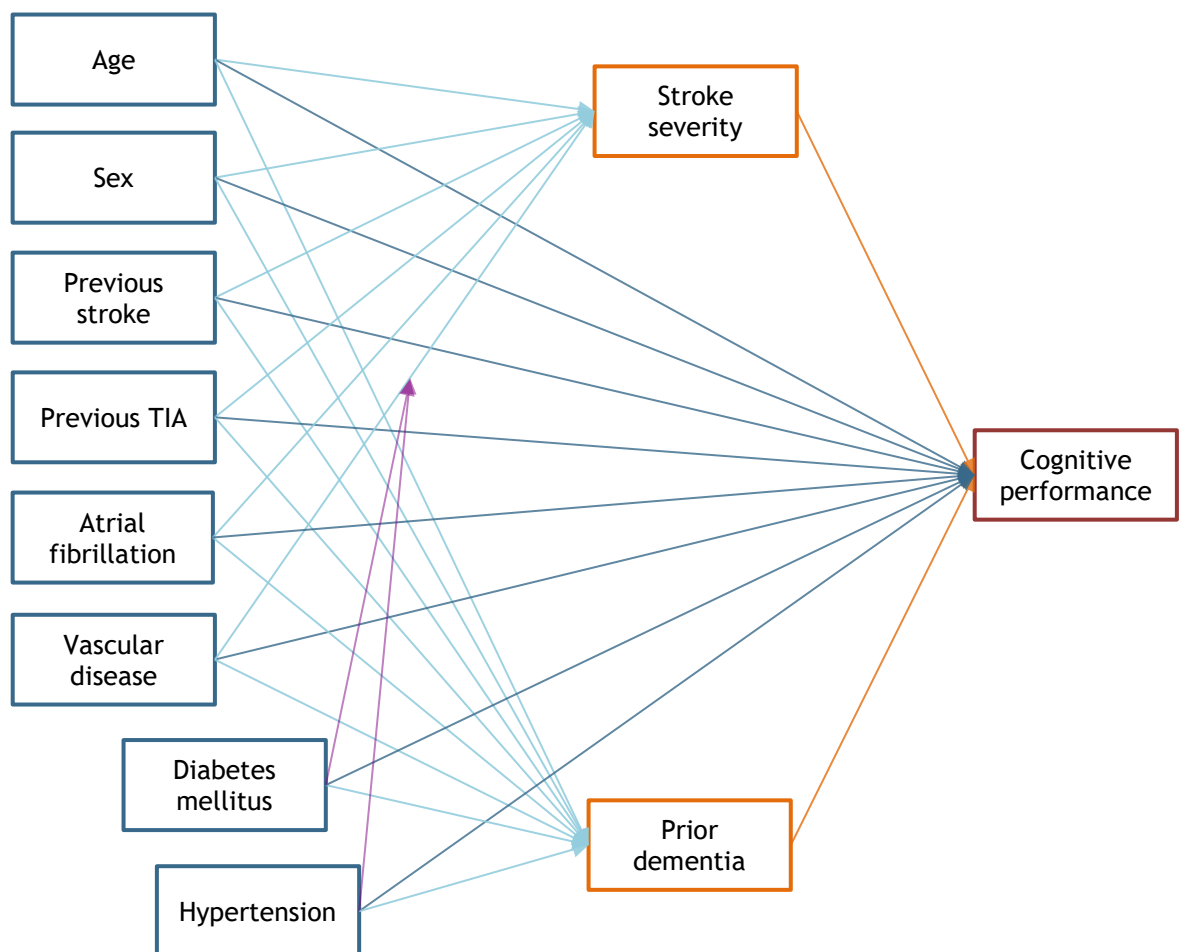 Age
Stroke
severity
Sex
Previous
stroke
Previous TIA
Cognitive
performance
Atrial
fibrillation
Vascular
disease
Diabetes
mellitus
Prior
dementia
Hypertension